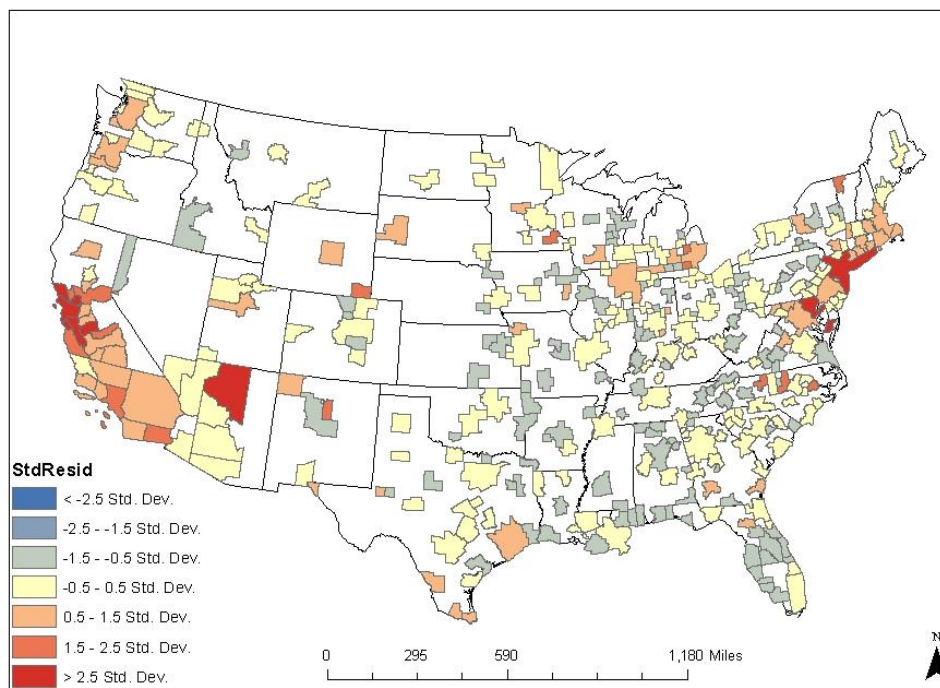 StdResid
< -2.5 Std. Dev.
-2.5 - -1.5 Std. Dev.
-1.5 - -0.5 Std. Dev.
-0.5 - 0.5 Std. Dev.
0.5 - 1.5 Std. Dev.
1.5 - 2.5 Std. Dev.
> 2.5 Std. Dev.
0 295 590 1,180 Miles
N